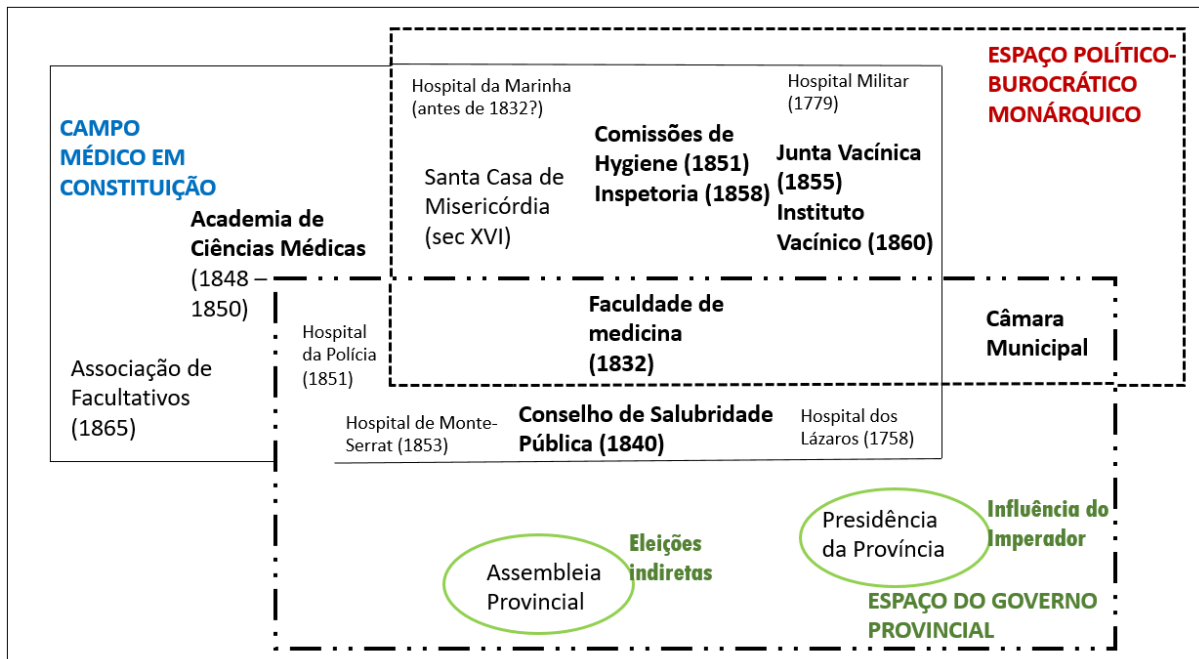 ESPAÇO POLÍTICO-
BUROCRÁTICO
MONÁRQUICO
Hospital da Marinha
(antes de 1832?)
Hospital Militar
(1779)
CAMPO
MÉDICO EM
CONSTITUIÇÃO
Comissões de
Hygiene (1851)
Inspetoria (1858)
Junta Vacínica
(1855)
Instituto
Vacínico (1860)
Santa Casa de
Misericórdia
(sec XVI)
Academia de
Ciências Médicas
(1848 –
1850)
Faculdade de
medicina
(1832)
Câmara
Municipal
Hospital
da Polícia
(1851)
Associação de
Facultativos
(1865)
Hospital de Monte-
Serrat (1853)
Conselho de Salubridade
Pública (1840)
Hospital dos
Lázaros (1758)
Presidência
da Província
Influência do
Imperador
Eleições
indiretas
Assembleia
Provincial
ESPAÇO DO GOVERNO
PROVINCIAL